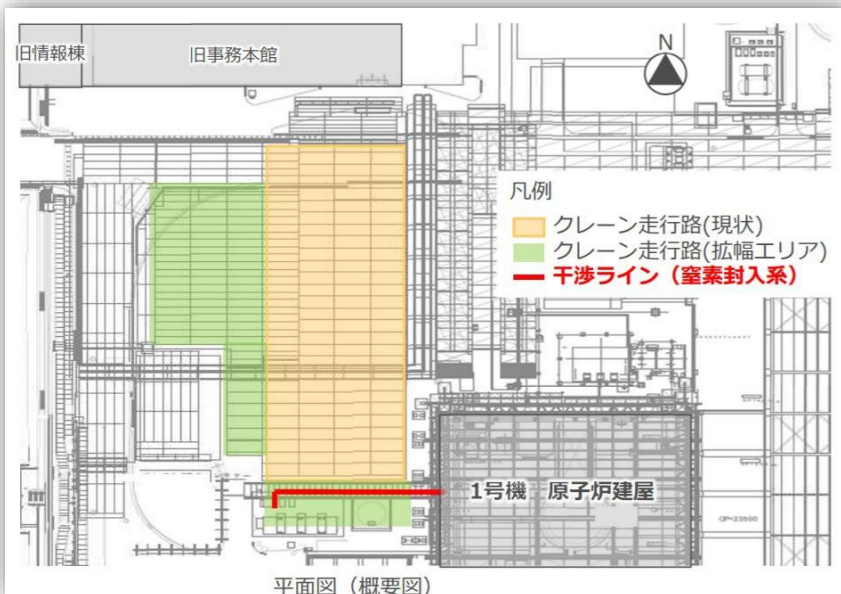 旧情報棟
旧事務本館
N
凡例
クレーン走行路(現状)
クレーン走行路(拡幅エリア)
干渉ライン（窒素封入系）
1号機　原子炉建屋
平面図（概要図）